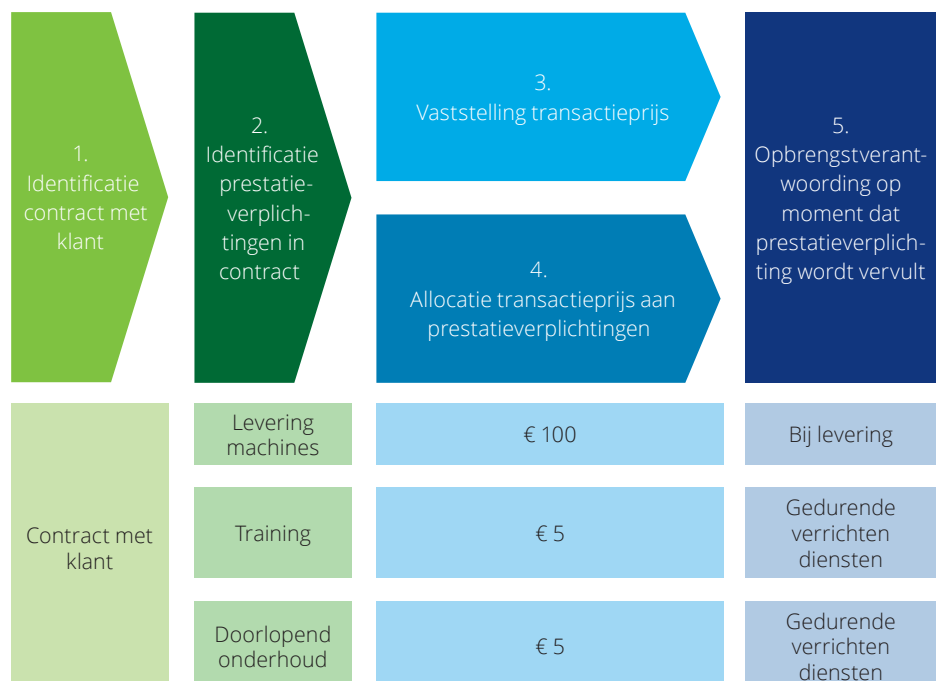 1.
Identificatie
contract met
klant
2.
Identificatie
prestatie-
verplich-
tingen in
contract
3.
Vaststelling transactieprijs
4.
Allocatie transactieprijs aan
prestatieverplichtingen
5.
Opbrengstverant-
woording op
moment dat
prestatieverplich-
ting wordt vervult
Contract met
klant
Levering
machines
€ 100
Bij levering
Training
€ 5
Gedurende
verrichten
diensten
Doorlopend
onderhoud
€ 5
Gedurende
verrichten
diensten